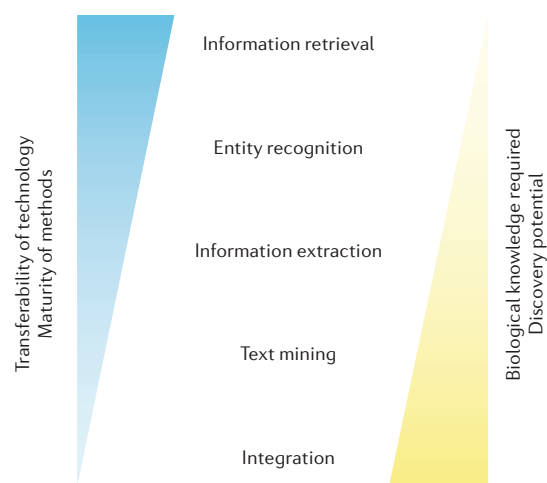 Transferability of technology
Maturity of methods
Information retrieval
Entity recognition
Information extraction
Text mining
Integration
Biological knowledge required
Discovery potential